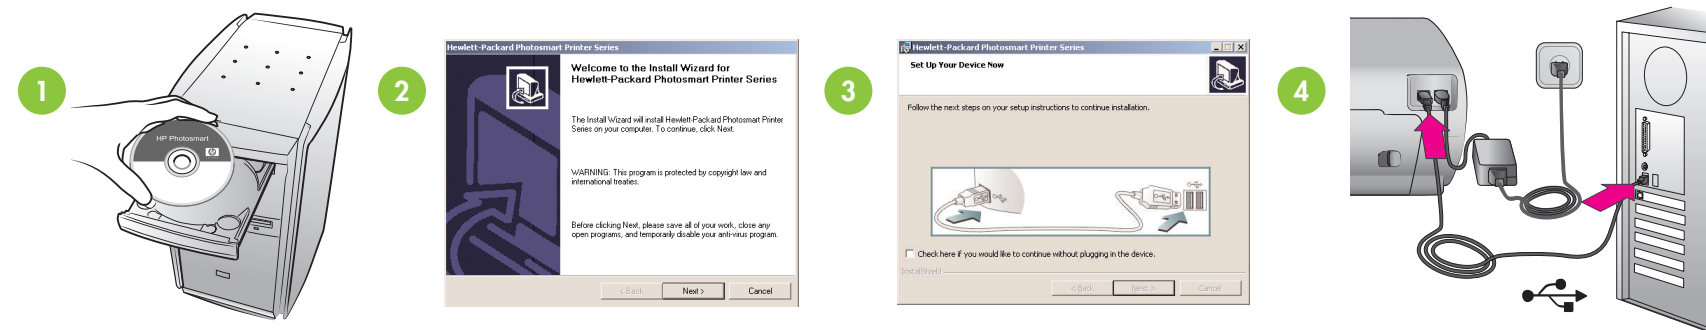 1
HP Photosmart
hp
2
Hewlett-Packard Photosmart Printer Series
Welcome to the Install Wizard for
Hewlett-Packard Photosmart Printer Series
The Install Wizard will install Hewlett-Packard Photosmart Printer
Series on your computer. To continue, click Next.
WARNING: This program is protected by copyright law and
international treaties.
Before clicking Next, please save all of your work, close any
open programs, and temporarily disable your anti-virus program.
< Back
Next >
Cancel
3
Hewlett-Packard Photosmart Printer Series
Set Up Your Device Now
Follow the next steps on your setup instructions to continue installation.
Check here if you would like to continue without plugging in the device.
InstallShield
< Back
Next >
Cancel
4